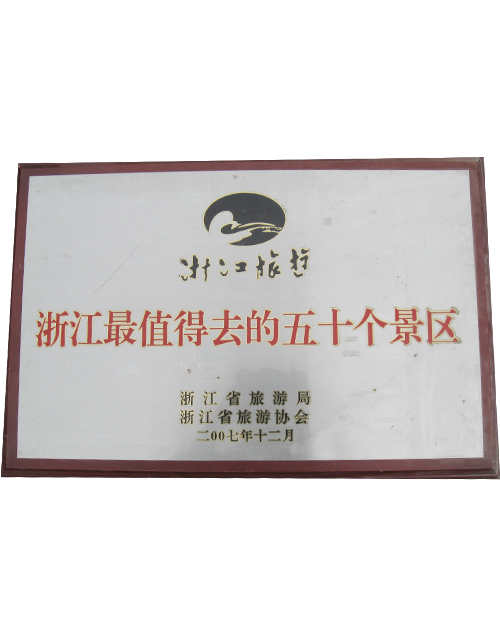 浙江旅游
浙江最值得去的五十个景区
浙江省旅游局
浙江省旅游协会
二00七年十二月